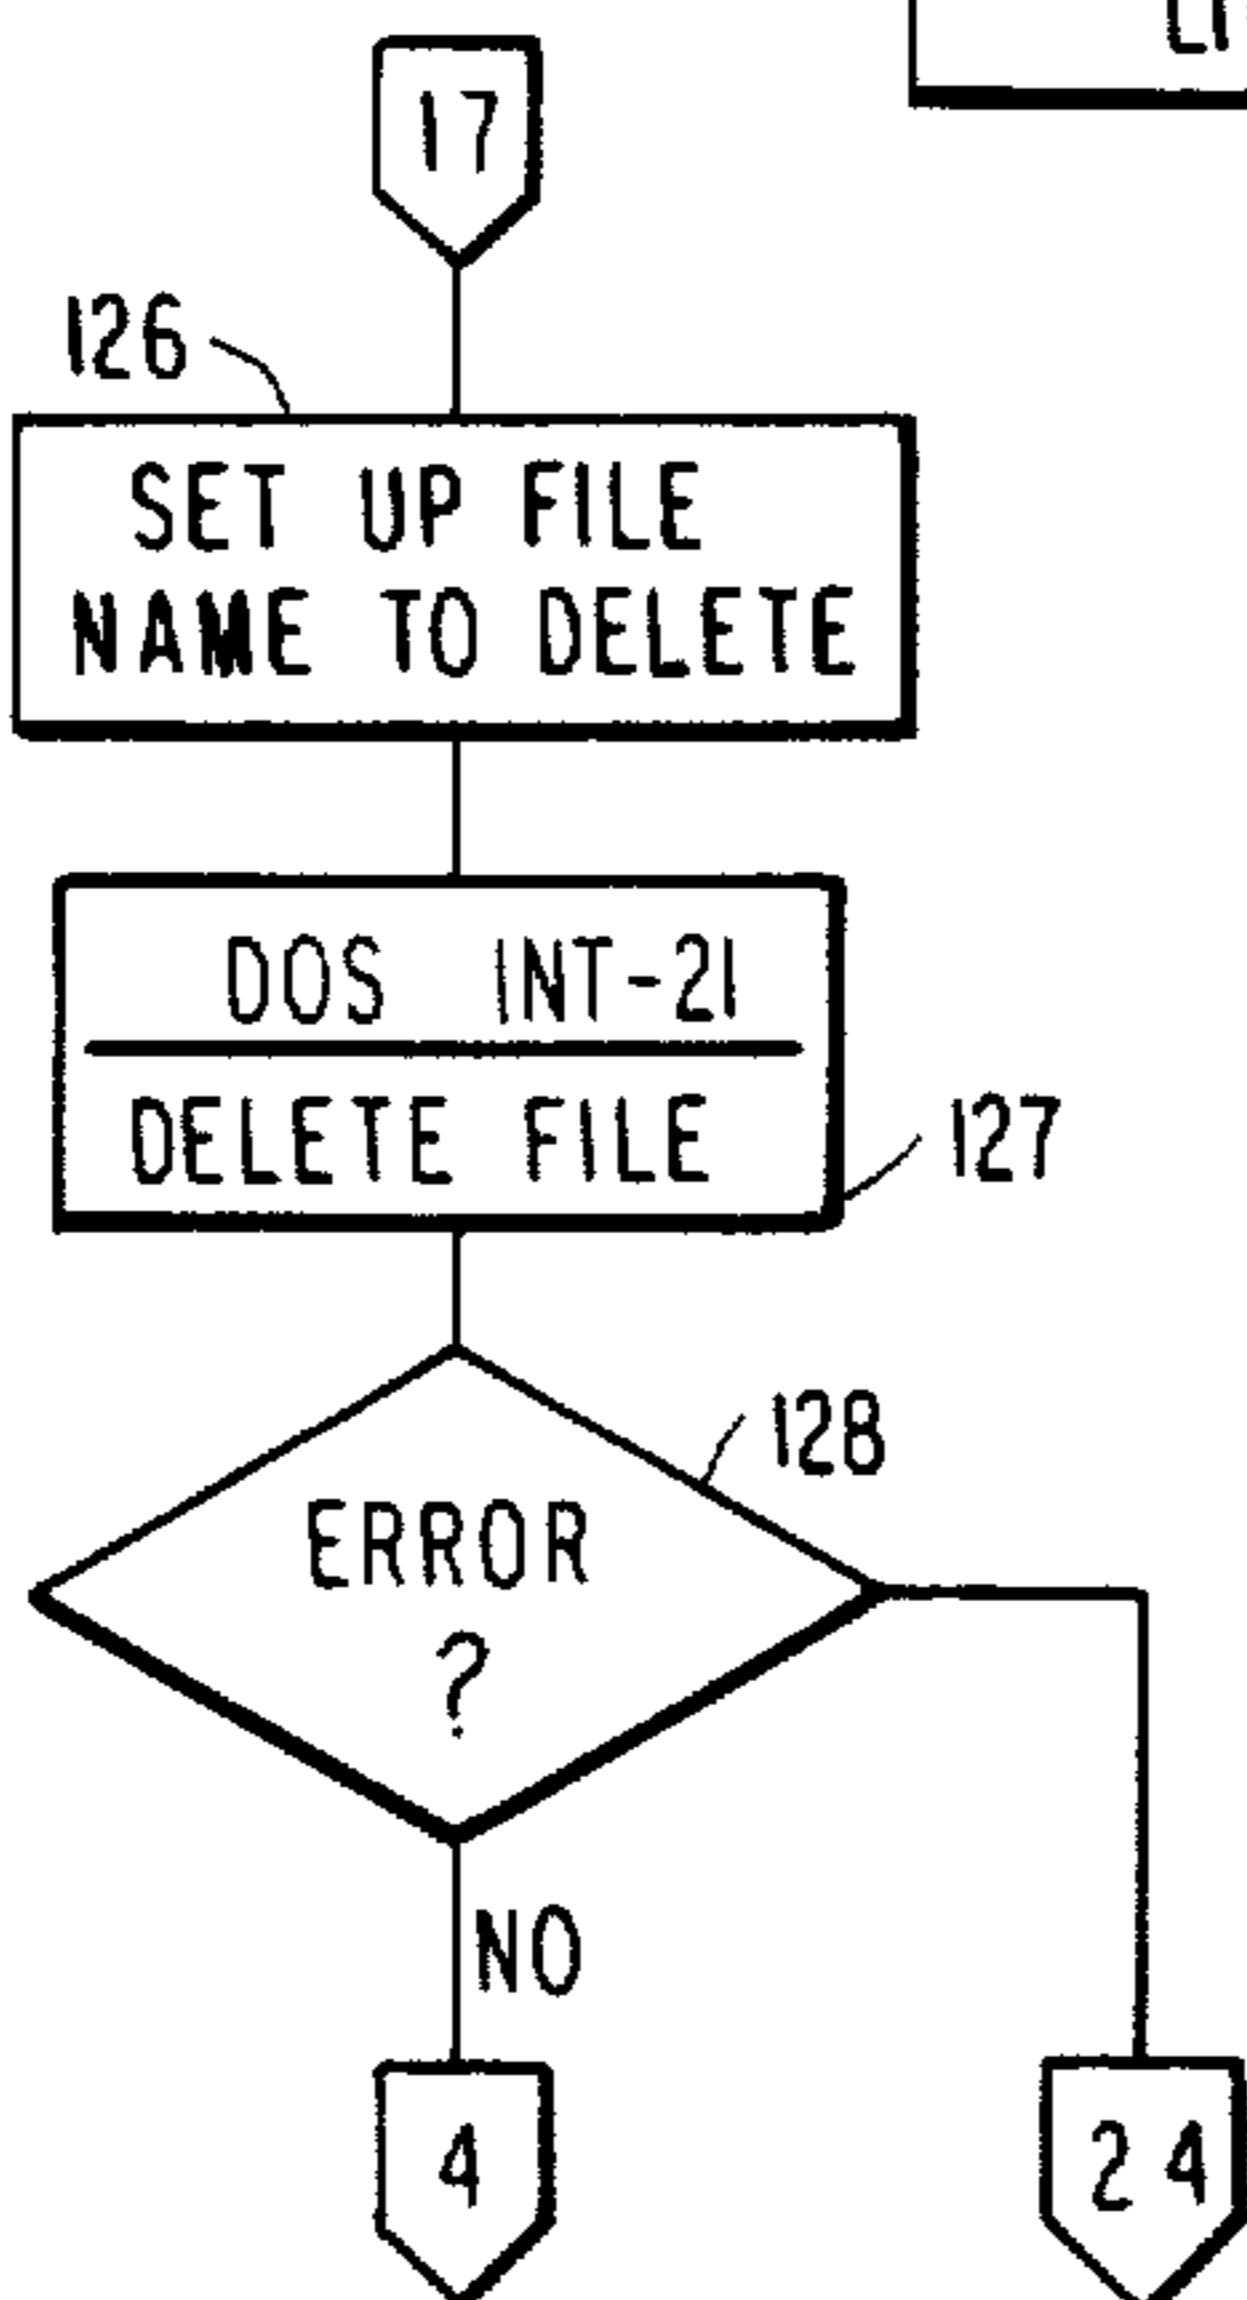 17
126
SET UP FILE
NAME TO DELETE
DOS INT-21
DELETE FILE
127
128
ERROR
?
NO
4
24